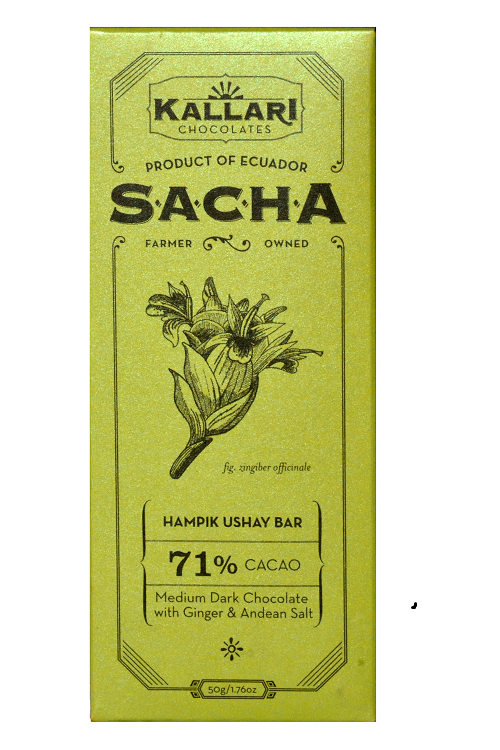 KALLARI
CHOCOLATES
PRODUCT OF ECUADOR
S·A·C·H·A
FARMER OWNED
fig. zingiber officinale
HAMPIK USHAY BAR
71% CACAO
Medium Dark Chocolate
with Ginger & Andean Salt
50g/1.76oz